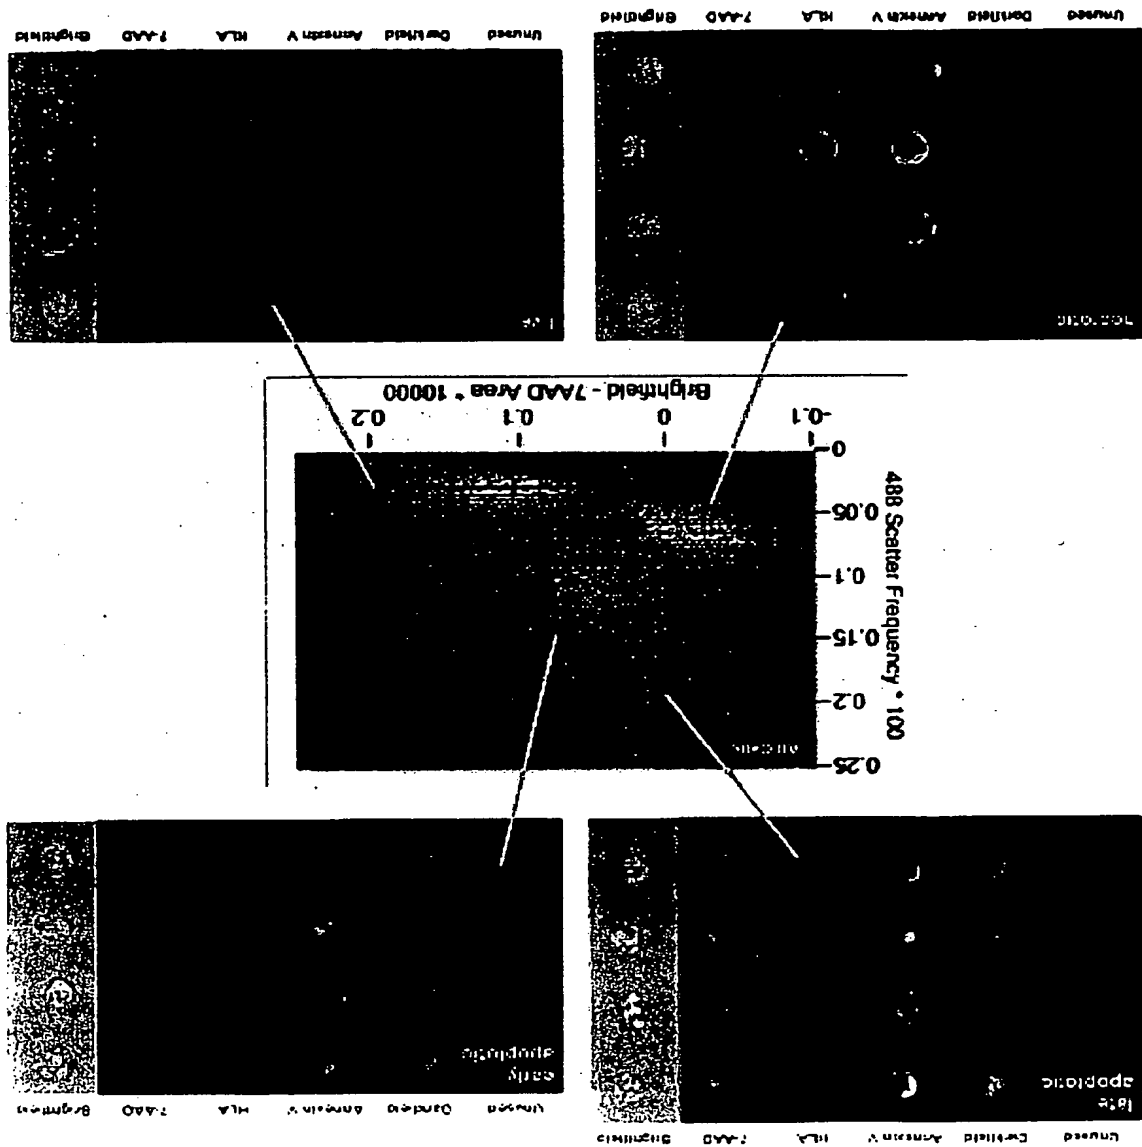 Unused Darkfield Annexin V HLA 7-AAD Brightfield
late
apoptotic
Unused Darkfield Annexin V HLA 7-AAD Brightfield
early
apoptotic
488 Scatter Frequency * 100
0.25
0.2
0.15
0.1
0.05
0
-0.1 0 0.1 0.2
Brightfield - 7AAD Area * 10000
necrotic
Unused Darkfield Annexin V HLA 7-AAD Brightfield
live
Unused Darkfield Annexin V HLA 7-AAD Brightfield